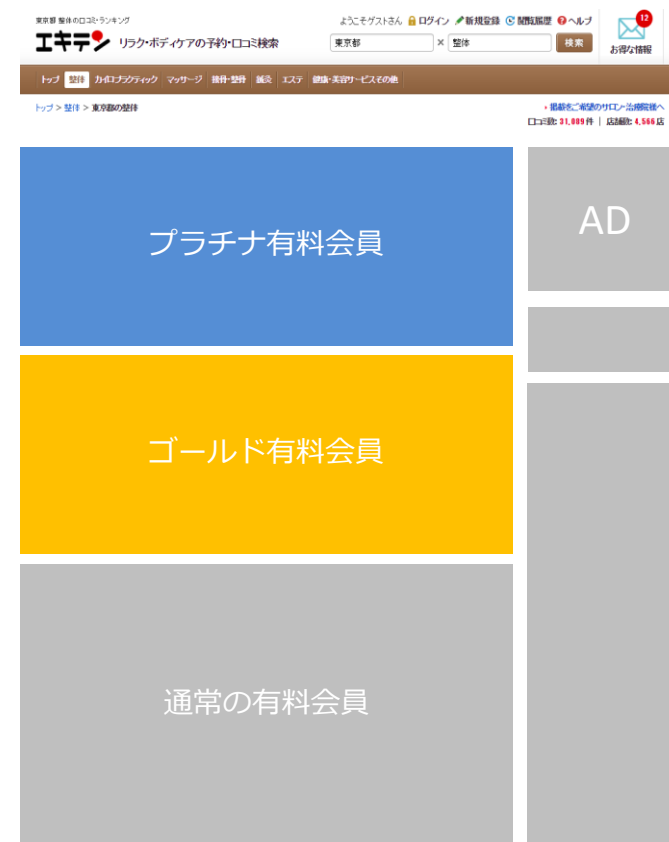 東京都 整体の口コミ・ランキング
エキテン リラク・ボディケアの予約・口コミ検索
ようこそゲストさん ログイン 新規登録 閲覧履歴 ヘルプ
東京都 × 整体 検索
12
お得な情報
トップ 整体 カイロプラクティック マッサージ 接骨・整骨 鍼灸 エステ 健康・美容サービスその他
トップ > 整体 > 東京都の整体
掲載をご希望のサロン・治療院様へ
口コミ数: 31,089 件 | 店舗数: 4,566 店
プラチナ有料会員
AD
ゴールド有料会員
通常の有料会員